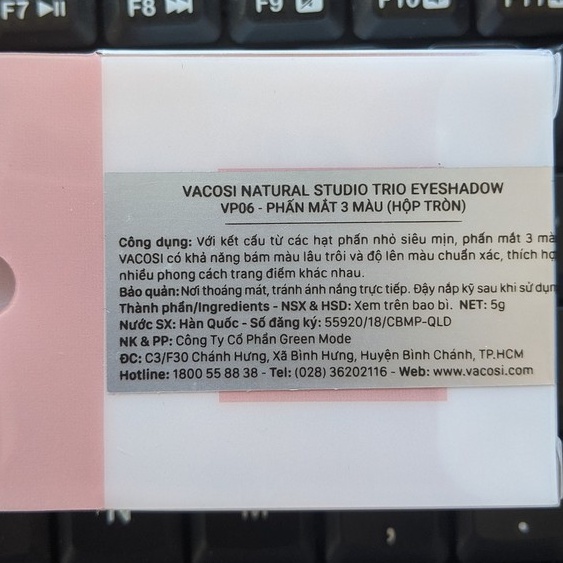 F7
F8
F9
F10
F11
VACOSI NATURAL STUDIO TRIO EYESHADOW
VP06 - PHẤN MẮT 3 MÀU (HỘP TRÒN)
Công dụng: Với kết cấu từ các hạt phấn nhỏ siêu mịn, phấn mắt 3
VACOSI có khả năng bám màu lâu trôi và độ lên màu chuẩn xác, thích
nhiều phong cách trang điểm khác nhau.
Bảo quản: Nơi thoáng mát, tránh ánh nắng trực tiếp. Đậy nắp kỹ sau khi sử
Thành phần/Ingredients - NSX & HSD: Xem trên bao bì. NET: 5g
Nước SX: Hàn Quốc - Số đăng ký: 55920/18/CBMP-QLD
NK & PP: Công Ty Cổ Phần Green Mode
ĐC: C3/F30 Chánh Hưng, Xã Bình Hưng, Huyện Bình Chánh, TP.HCM
Hotline: 1800 55 88 38 - Tel: (028) 36202116 - Web: www.vacosi.com
N
M